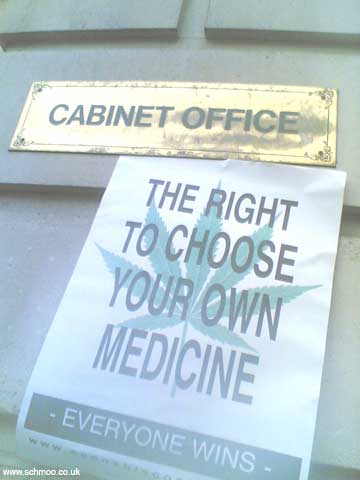 CABINET OFFICE
THE RIGHT
TO CHOOSE
YOUR OWN
MEDICINE
- EVERYONE WINS -
www.schmoo.co.uk